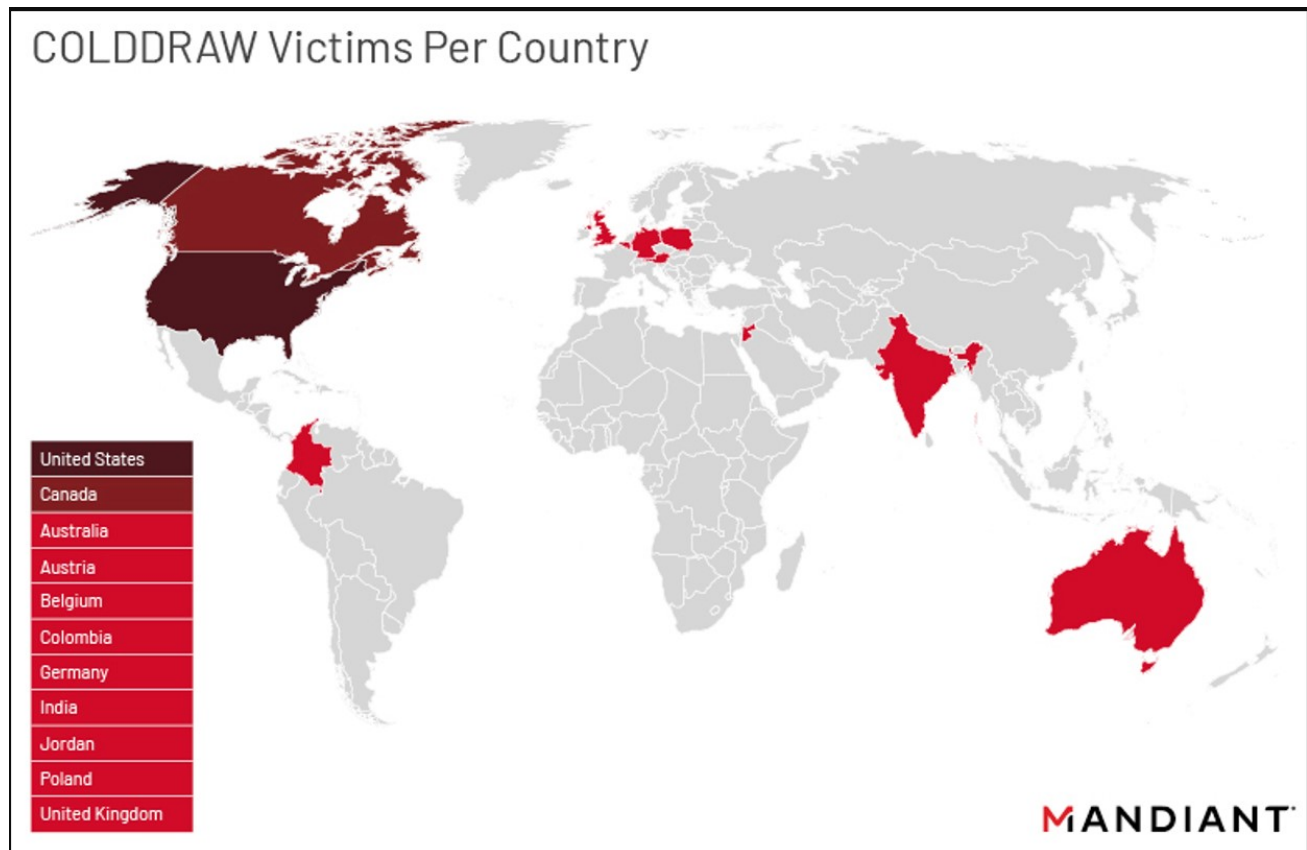 COLDDRAW Victims Per Country
United States
Canada
Australia
Austria
Belgium
Colombia
Germany
India
Jordan
Poland
United Kingdom
MANDIANT